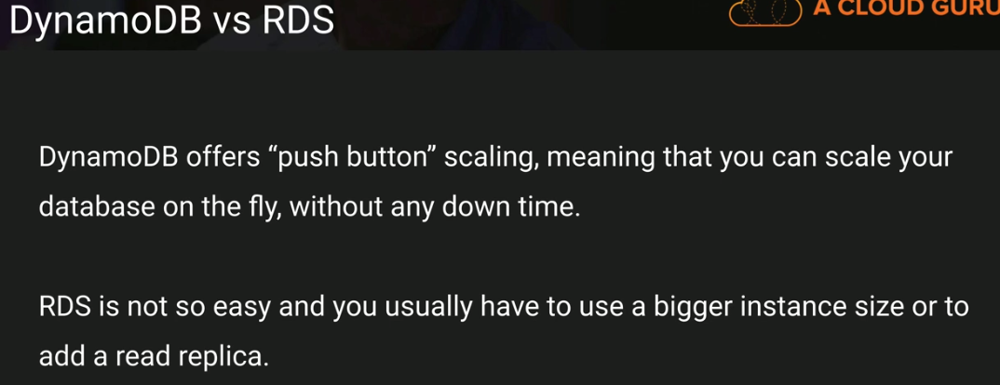 DynamoDB vs RDS
A CLOUD GURU
DynamoDB offers “push button” scaling, meaning that you can scale your
database on the fly, without any down time.
RDS is not so easy and you usually have to use a bigger instance size or to
add a read replica.